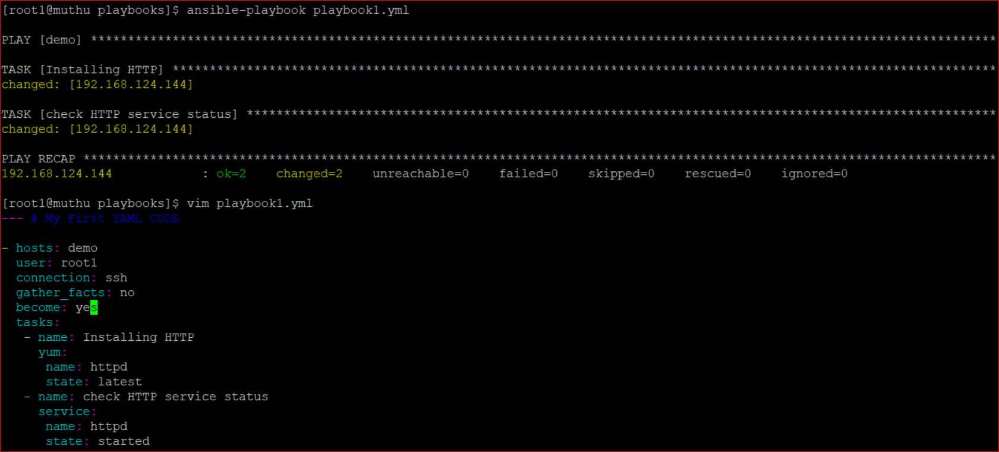 [root1@muthu playbooks]$ ansible-playbook playbook1.yml
PLAY [demo] **************************************************************************************************************************
TASK [Installing HTTP] ***************************************************************************************************************
changed: [192.168.124.144]
TASK [check HTTP service status] *****************************************************************************************************
changed: [192.168.124.144]
PLAY RECAP ***************************************************************************************************************************
192.168.124.144            : ok=2    changed=2    unreachable=0    failed=0    skipped=0    rescued=0    ignored=0
[root1@muthu playbooks]$ vim playbook1.yml
--- # My First YAML CODE
- hosts: demo
  user: root1
  connection: ssh
  gather_facts: no
  become: yes
  tasks:
   - name: Installing HTTP
     yum:
      name: httpd
      state: latest
   - name: check HTTP service status
     service:
      name: httpd
      state: started